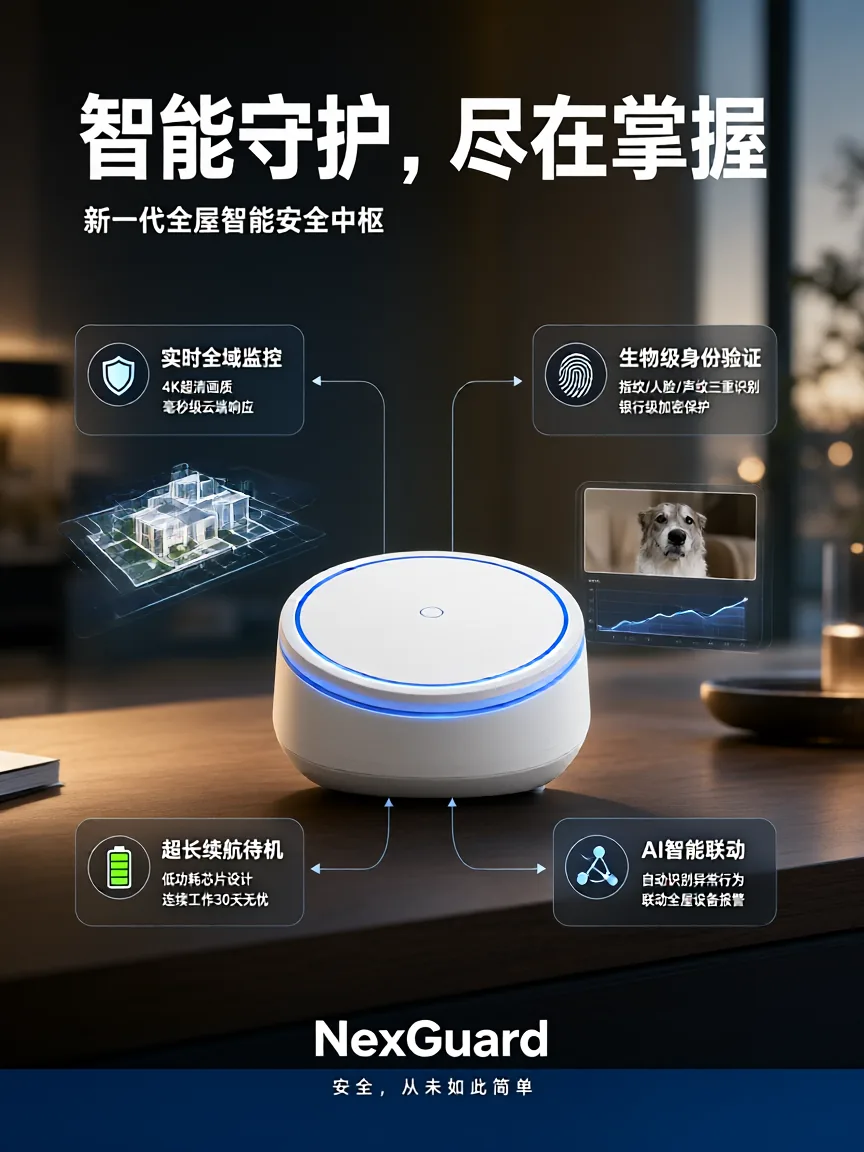 智能守护，尽在掌握
新一代全屋智能安全中枢
实时全域监控
4K超清画质
毫秒级云端响应
生物级身份验证
指纹/人脸/声纹三重识别
银行级加密保护
超长续航待机
低功耗芯片设计
连续工作30天无忧
AI智能联动
自动识别异常行为
联动全屋设备报警
NexGuard
安全，从未如此简单